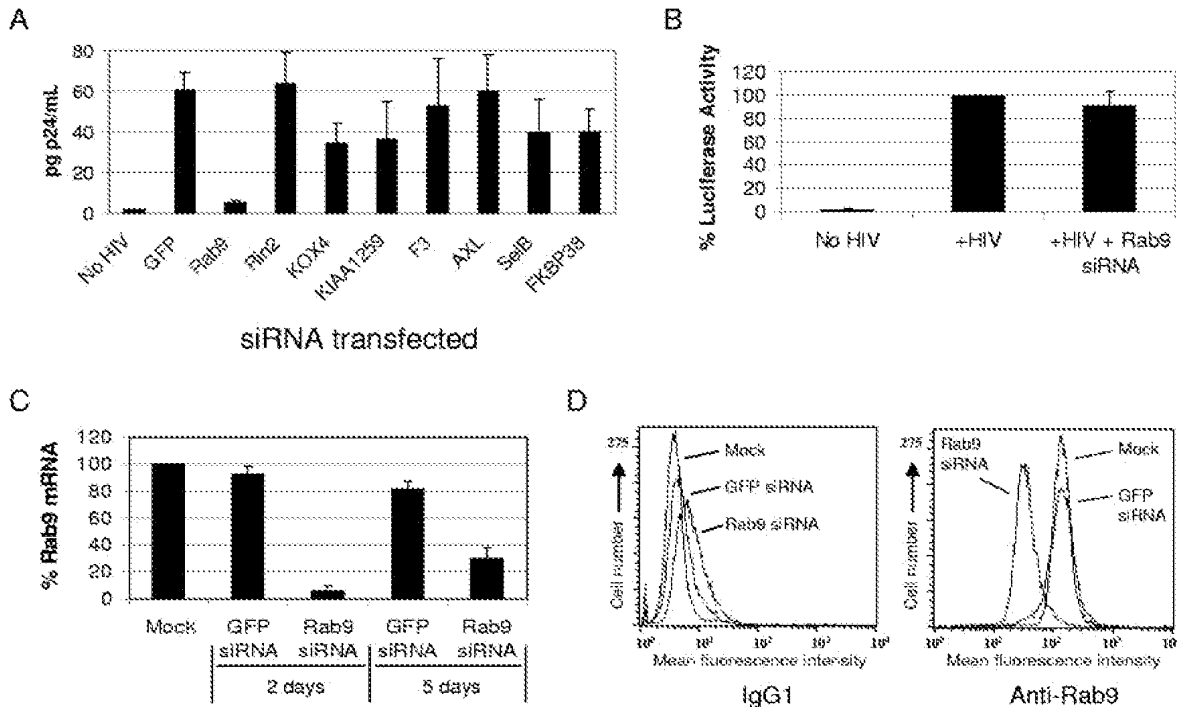 A
80
60
40
20
0
pg p24/mL
No HIV
GFP
Rab9
Rin2
KOX4
KIAA1259
F3
AXL
SelB
FKBP38
siRNA transfected
B
120
100
80
60
40
20
0
% Luciferase Activity
No HIV
+HIV
+HIV + Rab9
siRNA
C
120
100
80
60
40
20
0
% Rab9 mRNA
Mock
GFP
siRNA
Rab9
siRNA
GFP
siRNA
Rab9
siRNA
2 days
5 days
D
275
Cell number
Mock
GFP siRNA
Rab9 siRNA
Mean fluorescence intensity
IgG1
275
Cell number
Rab9
siRNA
Mock
GFP
siRNA
Mean fluorescence intensity
Anti-Rab9